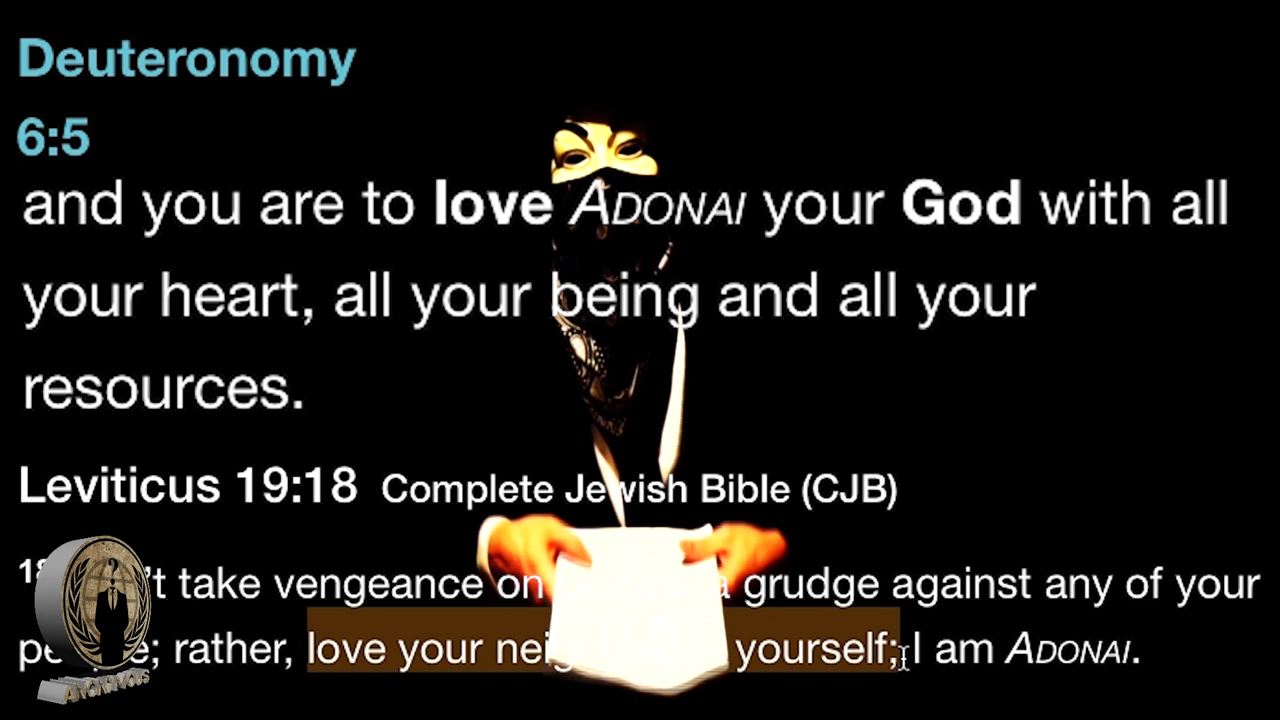 Deuteronomy
6:5
and you are to love ADONAI your God with all
your heart, all your being and all your
resources.
Leviticus 19:18 Complete Jewish Bible (CJB)
take vengeance on a grudge against any of your
rather, love your yourself; I am ADONAI.
ANONYMOUS